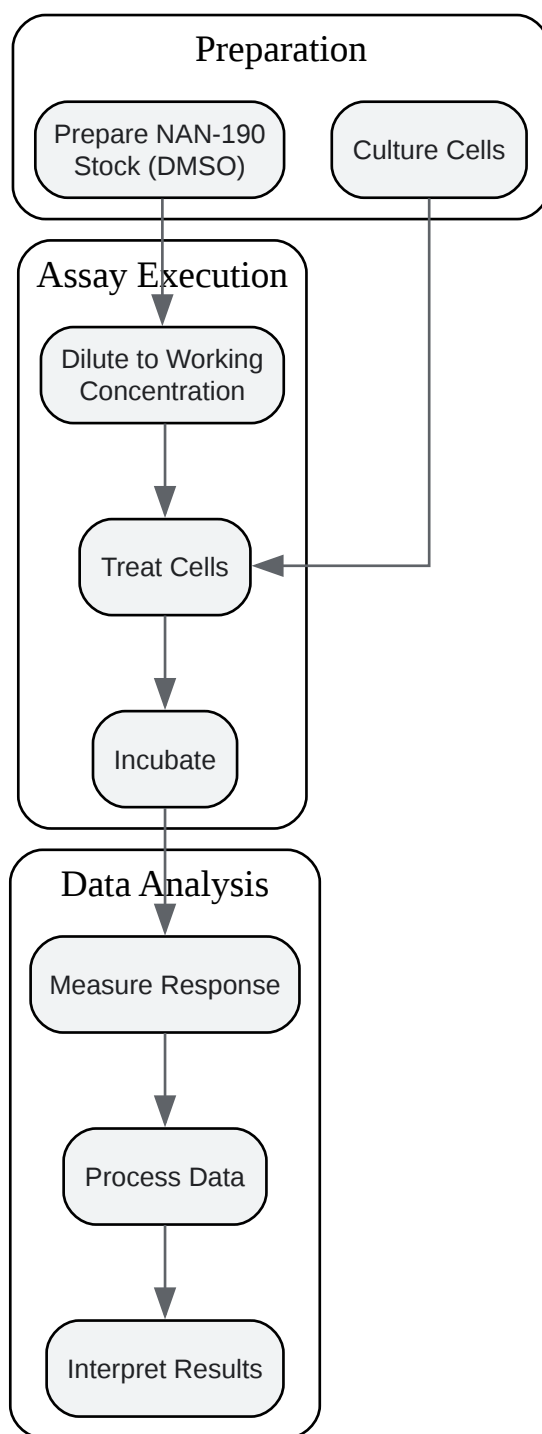 Preparation
Prepare NAN-190
Stock (DMSO)
Culture Cells
Assay Execution
Dilute to Working
Concentration
Treat Cells
Incubate
Data Analysis
Measure Response
Process Data
Interpret Results